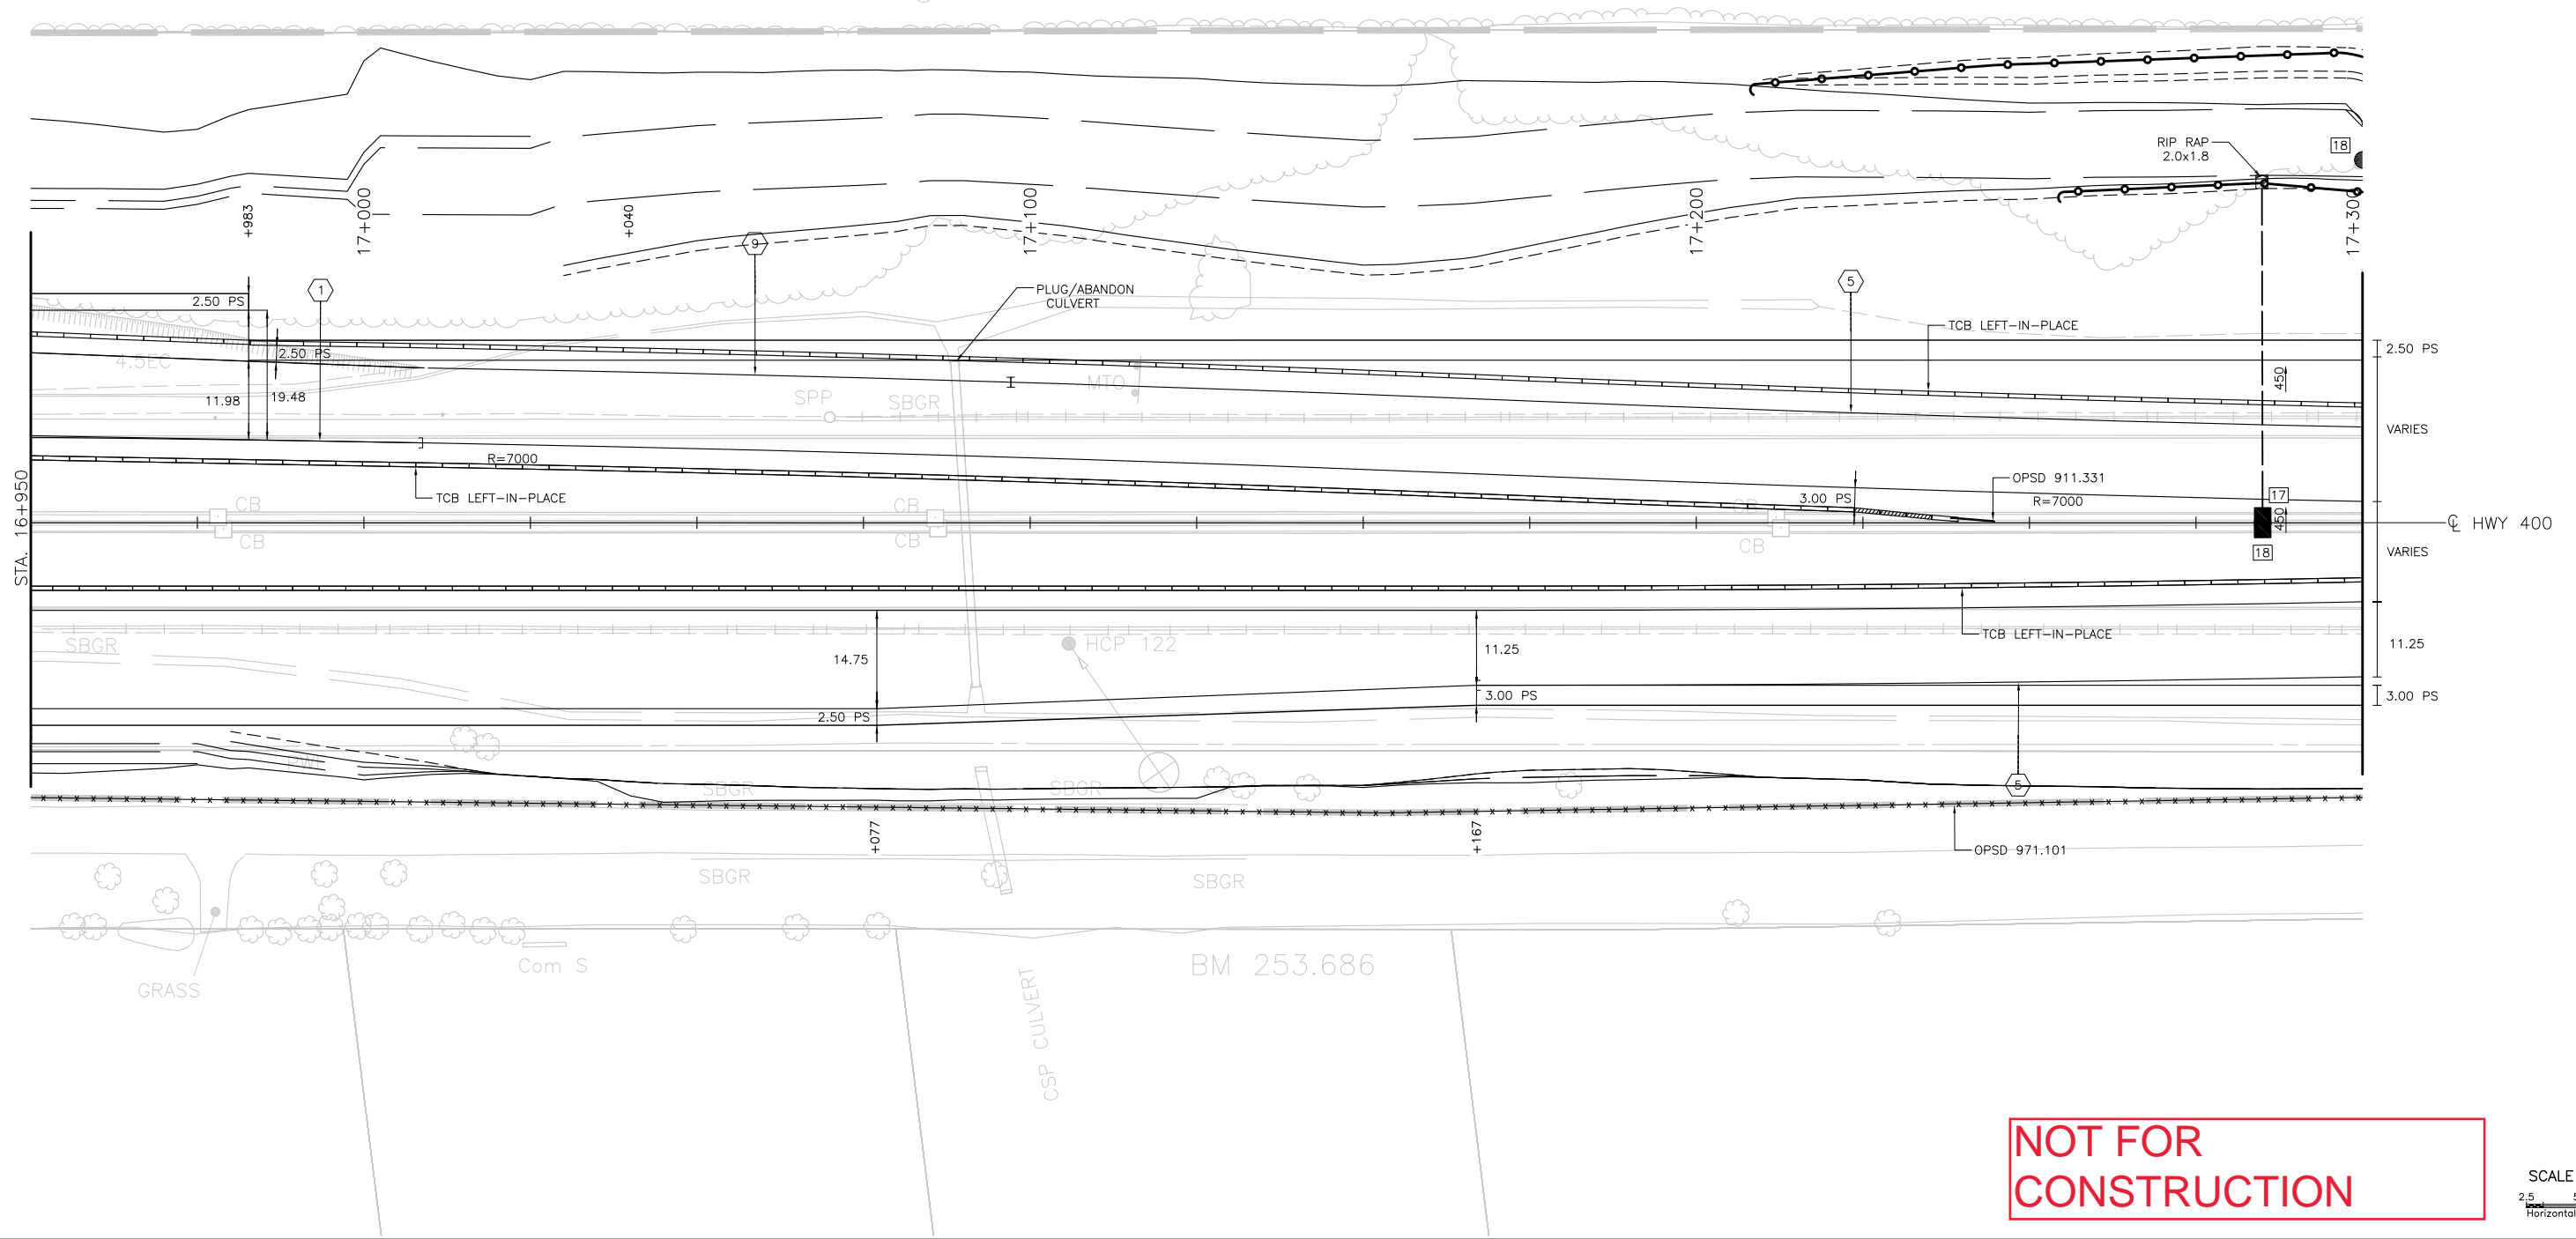 RIP RAP
2.0x1.8
18
+983
17+000
+040
17+100
17+200
17+300
9
1
5
PLUG/ABANDON
CULVERT
2.50 PS
TCB LEFT-IN-PLACE
2.50 PS
2.50 PS
4.5EC
450
MTO
11.98
19.48
SPP
SBGR
VARIES
R=7000
TCB LEFT-IN-PLACE
OPSD 911.331
3.00 PS
R=7000
17
STA. 16+950
CB
CB
CB
450
℄ HWY 400
CB
CB
CB
18
VARIES
TCB LEFT-IN-PLACE
SBGR
HCP 122
14.75
11.25
11.25
3.00 PS
3.00 PS
2.50 PS
SBGR
SBGR
5
+077
+167
OPSD 971.101
SBGR
SBGR
Com S
BM 253.686
GRASS
CSP CULVERT
NOT FOR
CONSTRUCTION
SCALE
2.5
Horizontal